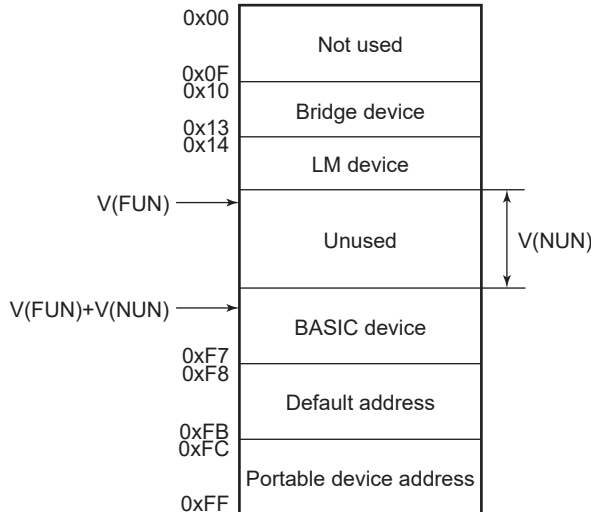 0x00
Not used
0x0F
0x10
Bridge device
0x13
0x14
LM device
V(FUN)
Unused
V(NUN)
V(FUN)+V(NUN)
BASIC device
0xF7
0xF8
Default address
0xFB
0xFC
Portable device address
0xFF